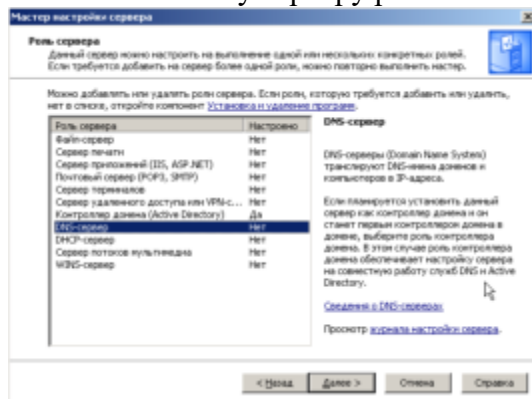 Мастер настройки сервера
Роль сервера
Данный сервер можно настроить на выполнение одной или нескольких конкретных ролей.
Если требуется добавить на сервер более одной роли, можно повторно выполнить мастер.
Можно добавлять или удалять роли сервера. Если роли, которую требуется добавить или удалить,
нет в списке, откройте компонент Установка и удаление программ.
Роль сервера Настроено
Файл-сервер Нет
Сервер печати Нет
Сервер приложений (IIS, ASP.NET) Нет
Почтовый сервер (POP3, SMTP) Нет
Сервер терминалов Нет
Сервер удаленного доступа или VPN-с... Нет
Контроллер домена (Active Directory) Да
DNS-сервер Нет
DHCP-сервер Нет
Сервер потоков мультимедиа Нет
WINS-сервер Нет
DNS-сервер
DNS-серверы (Domain Name System)
транслируют DNS-имена доменов и
компьютеров в IP-адреса.
Если планируется установить данный
сервер как контроллер домена и он
станет первым контроллером домена в
домене, выберите роль контроллера
домена. В этом случае роль контроллера
домена обеспечивает настройку сервера
на совместную работу служб DNS и Active
Directory.
Сведения о DNS-серверах.
Просмотр журнала настройки сервера.
< Назад Далее > Отмена Справка